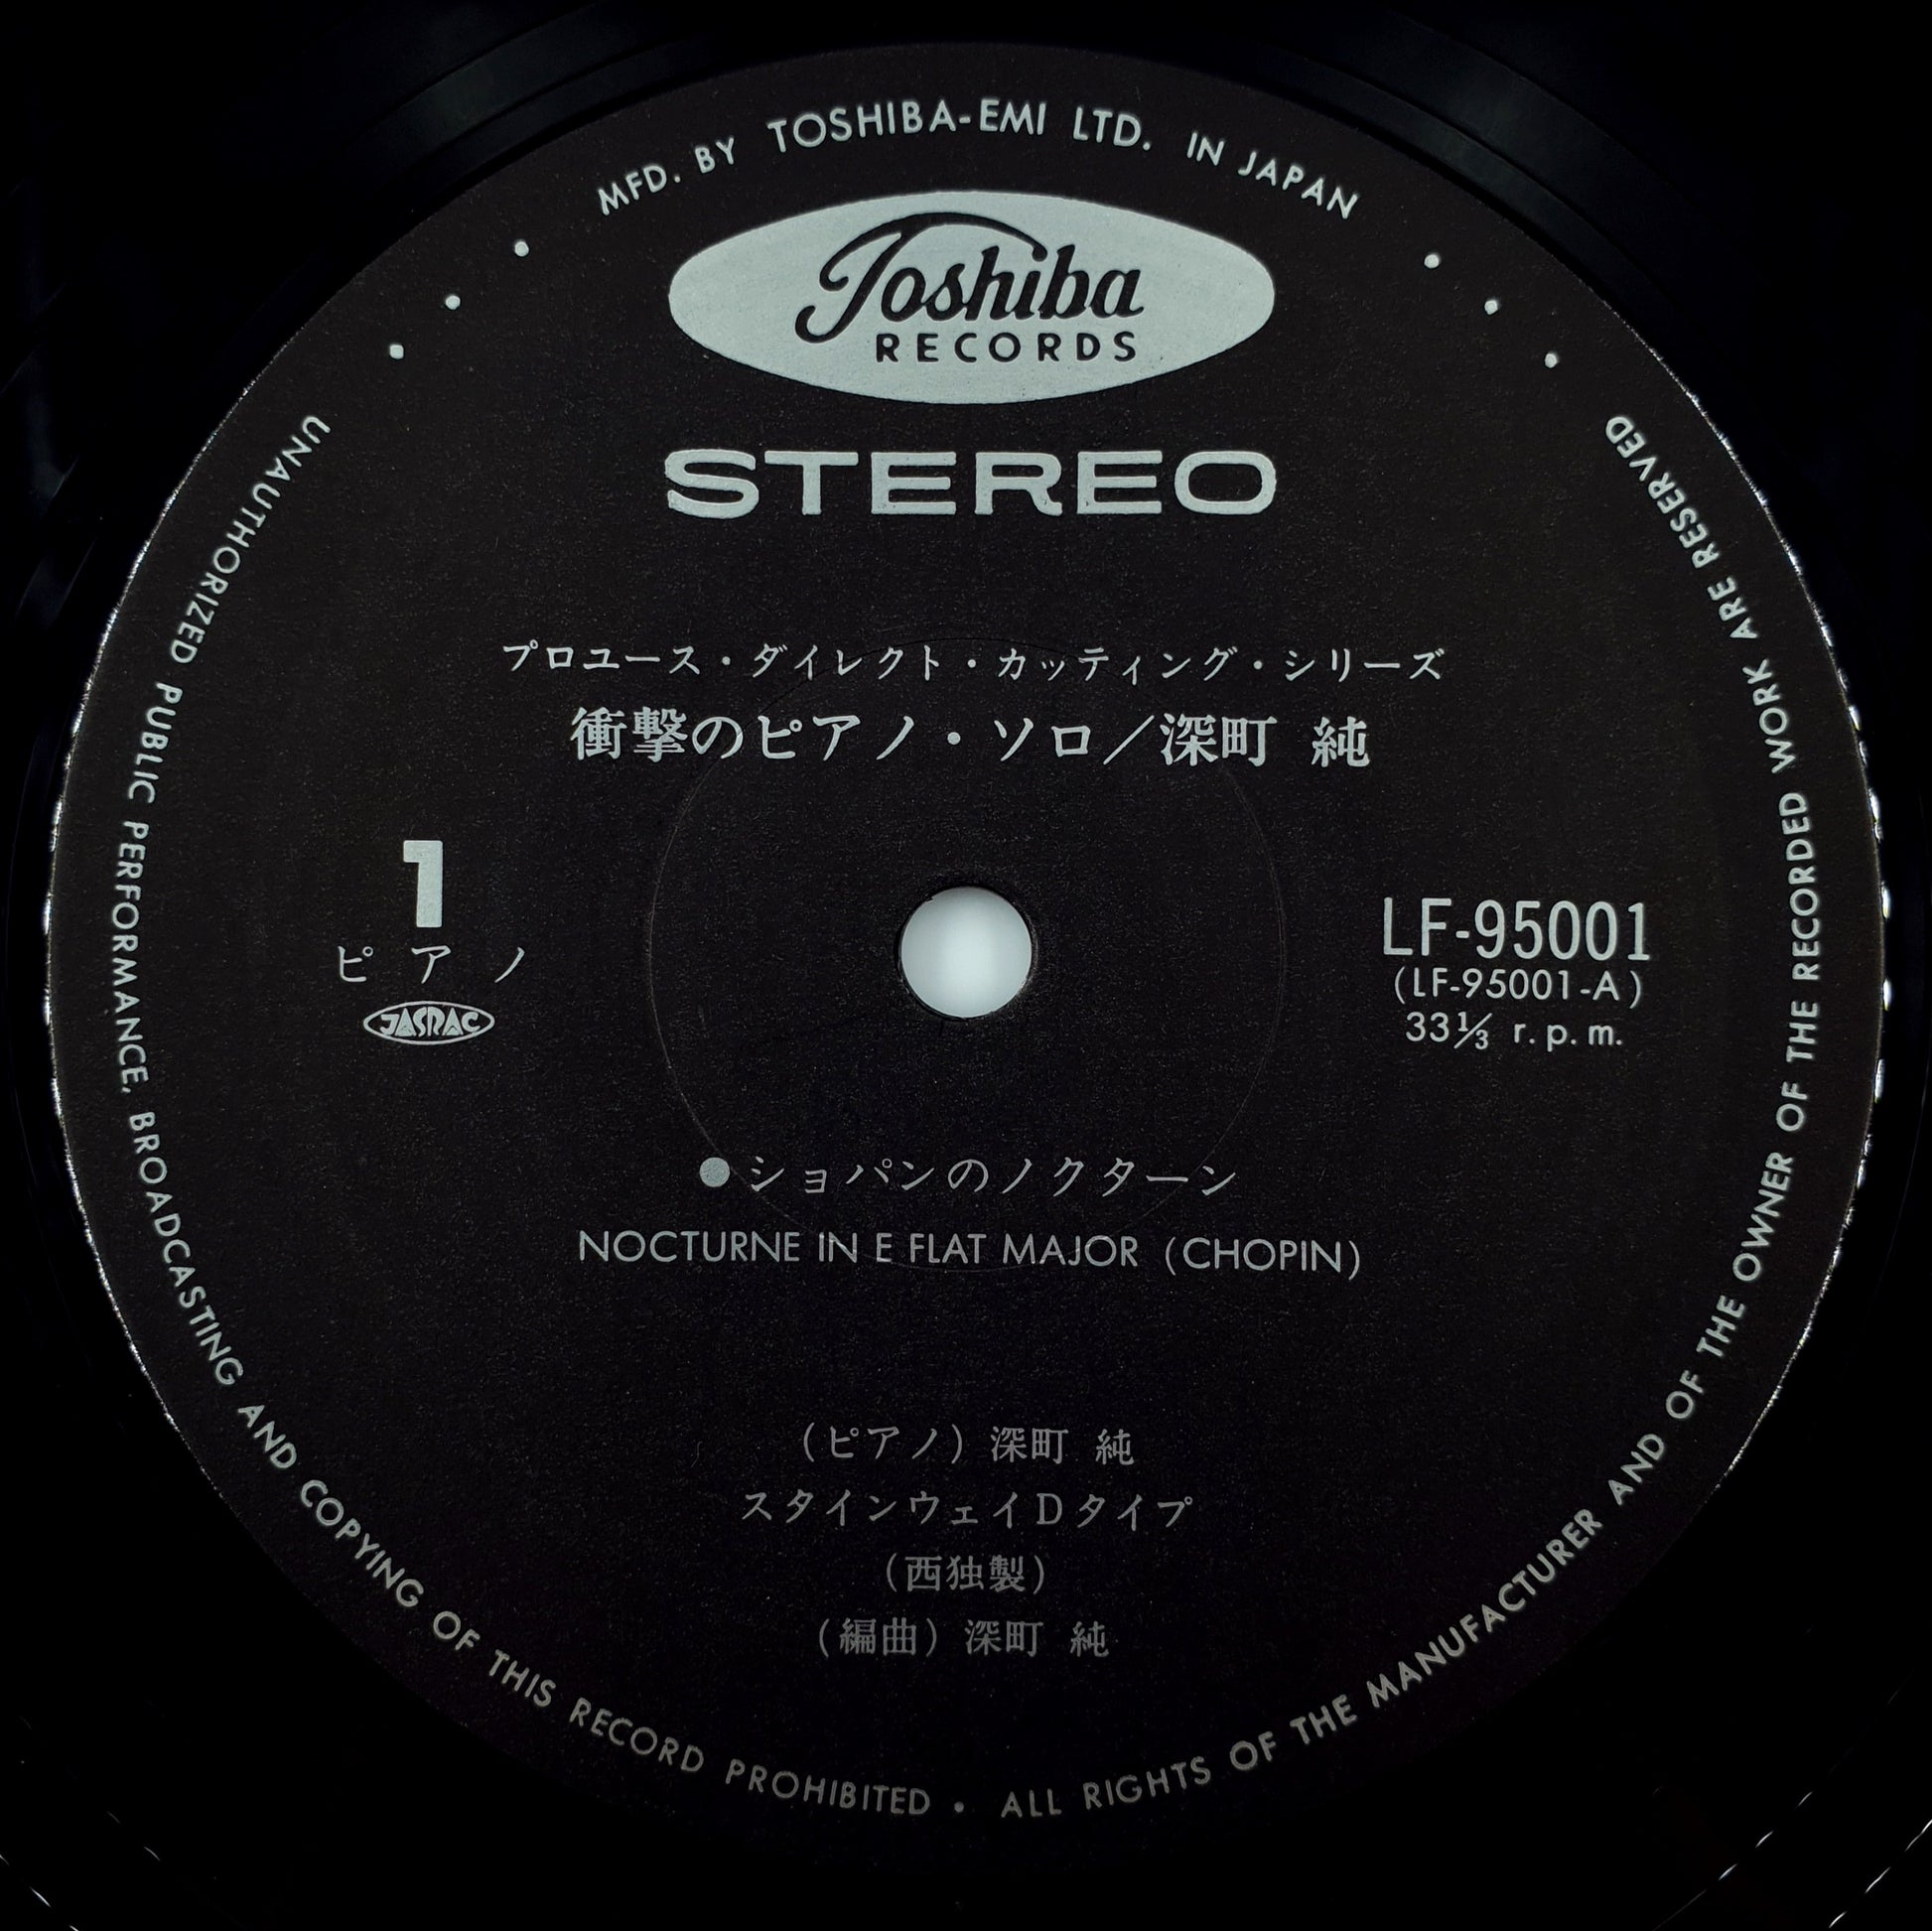 MFD. BY TOSHIBA-EMI LTD. IN JAPAN
Toshiba
RECORDS
STEREO
プロユース・ダイレクト・カッティング・シリーズ
衝撃のピアノ・ソロ／深町 純
1
ピアノ
JASRAC
LF-95001
(LF-95001-A)
33⅓ r.p.m.
●ショパンのノクターン
NOCTURNE IN E FLAT MAJOR (CHOPIN)
(ピアノ) 深町 純
スタインウェイDタイプ
(西独製)
(編曲) 深町 純
UNAUTHORIZED PUBLIC PERFORMANCE, BROADCASTING AND COPYING OF THIS RECORD PROHIBITED • ALL RIGHTS OF THE MANUFACTURER AND OF THE OWNER OF THE RECORDED WORK ARE RESERVED